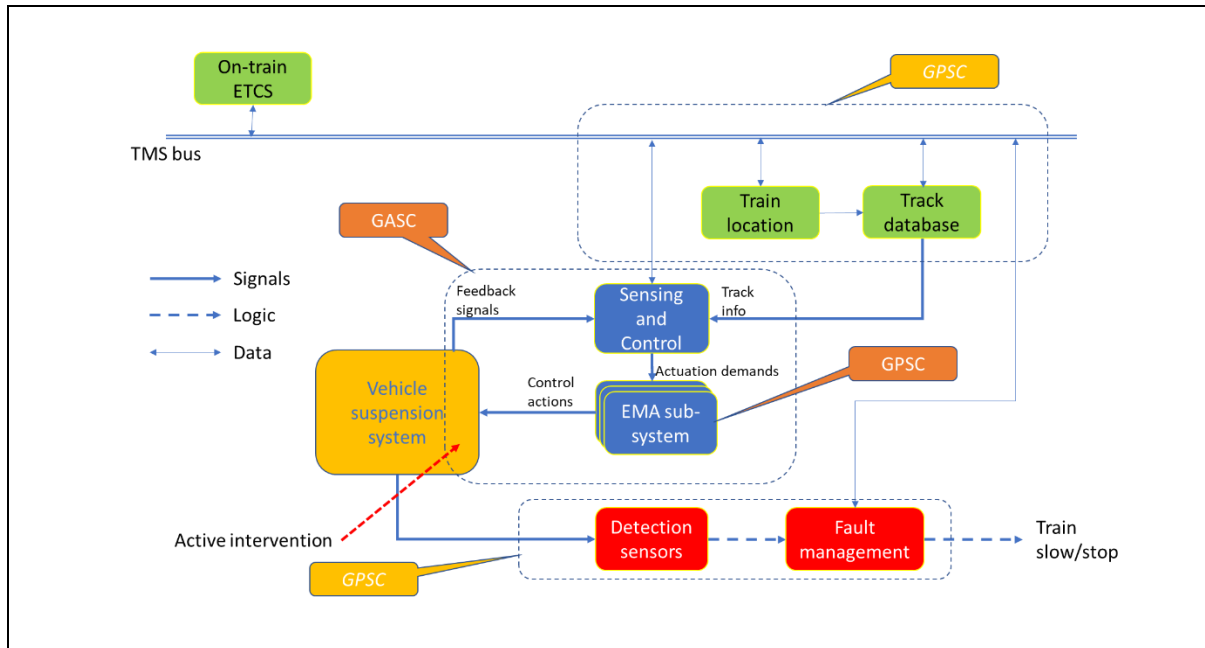 On-train
ETCS
GPSC
TMS bus
Train
location
Track
database
GASC
Signals
Logic
Data
Feedback
signals
Sensing
and
Control
Track
info
Actuation demands
GPSC
Vehicle
suspension
system
Control
actions
EMA sub-
system
Active intervention
Detection
sensors
Fault
management
Train
slow/stop
GPSC